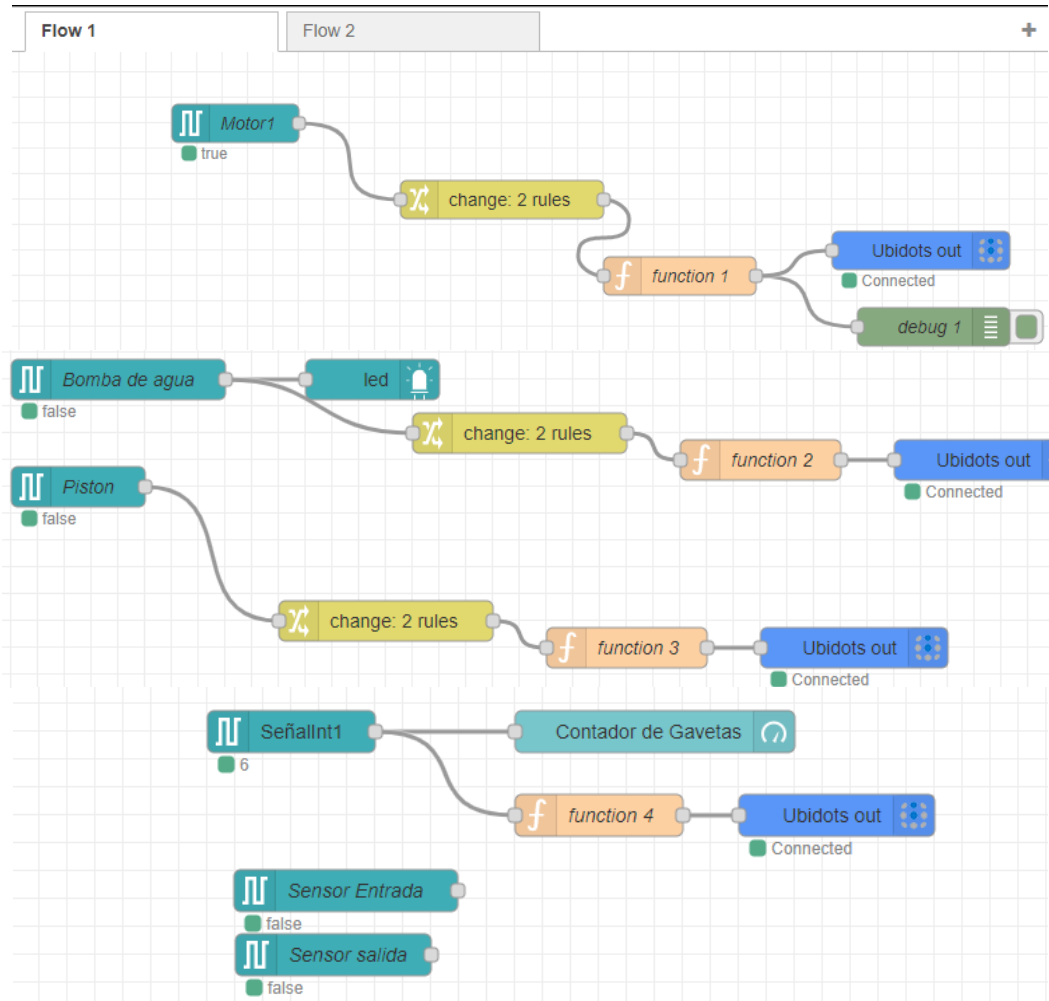 Flow 1
Flow 2
+
Motor1
true
change: 2 rules
function 1
Ubidots out
Connected
debug 1
Bomba de agua
false
led
change: 2 rules
function 2
Ubidots out
Connected
Piston
false
change: 2 rules
function 3
Ubidots out
Connected
SeñalInt1
6
Contador de Gavetas
function 4
Ubidots out
Connected
Sensor Entrada
false
Sensor salida
false